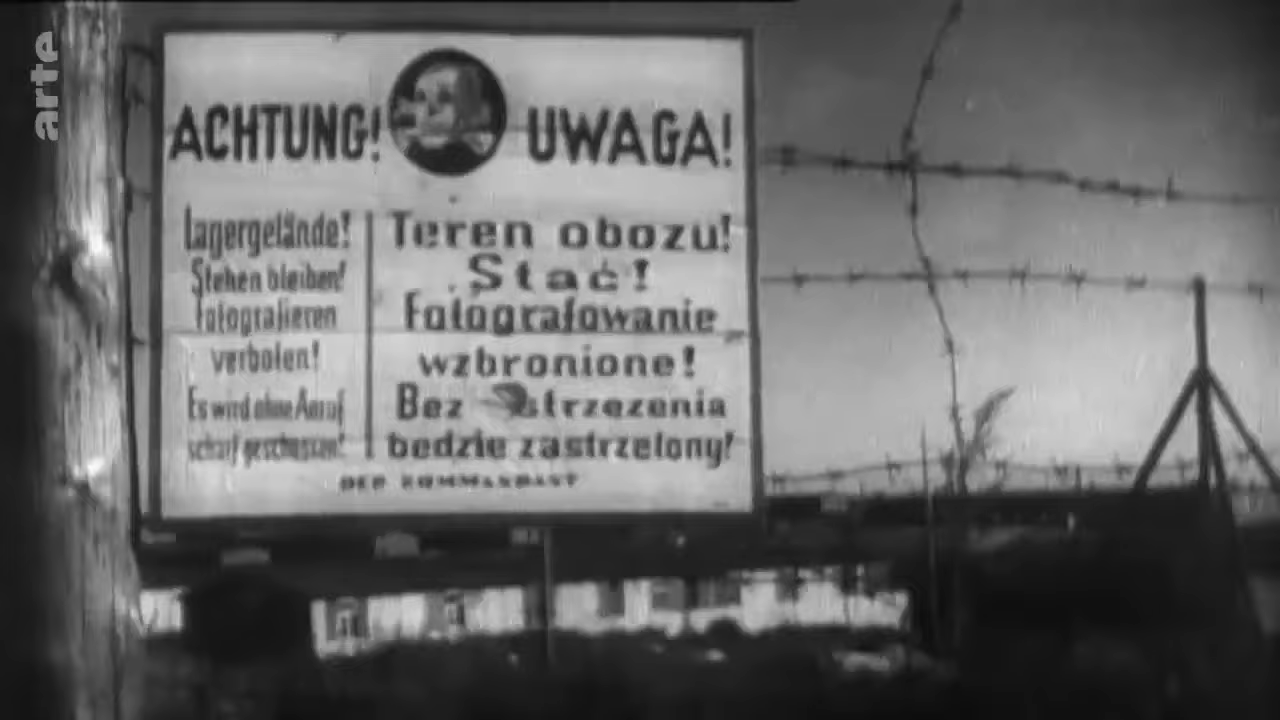 arte
ACHTUNG! UWAGA!
Lagergelände!
Stehen bleiben!
Fotografieren
verboten!
Es wird ohne Anruf
scharf geschossen!
Teren obozu!
Stać!
Fotografowanie
wzbronione!
Bez strzezenia
bedzie zastrzelony!
DER KOMMANDANT